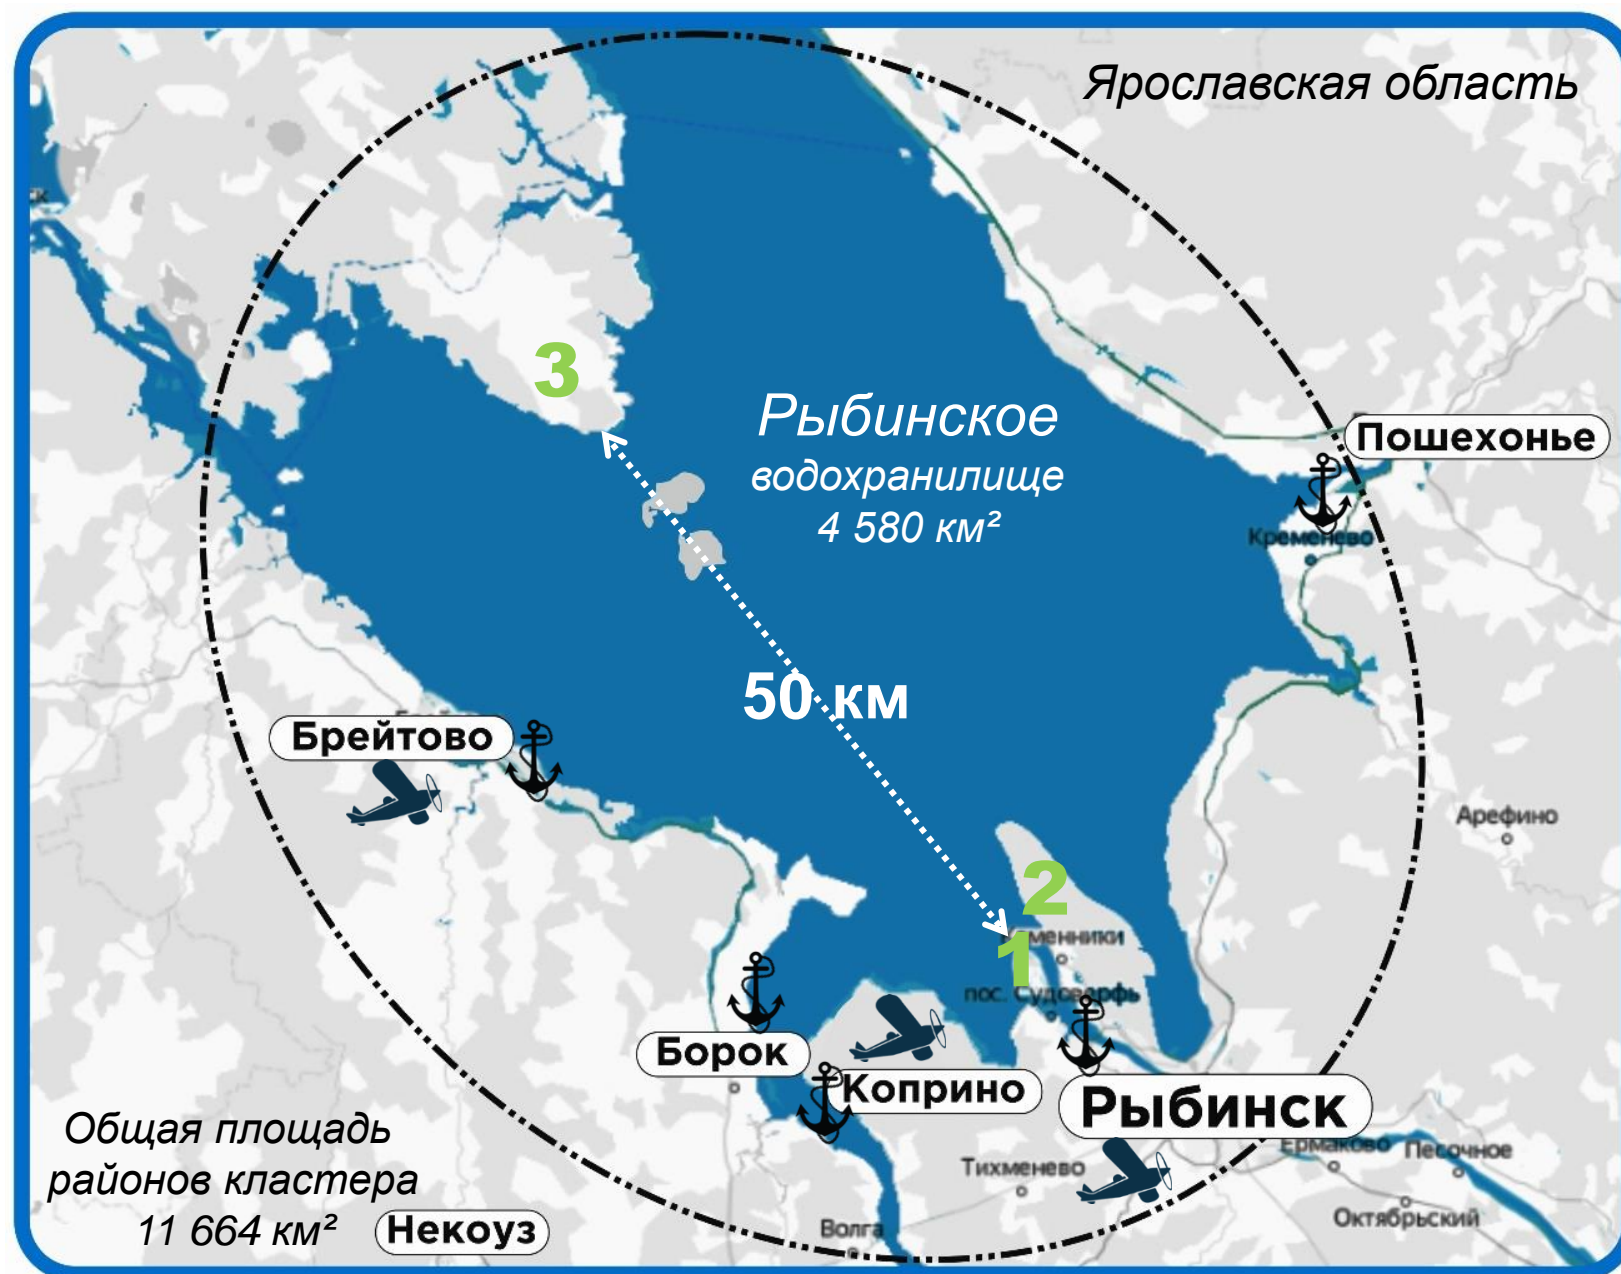 Ярославская область
3
Рыбинское
водохранилище
4 580 км²
Пошехонье
Кременево
50 км
Брейтово
Арефино
2
1
пос. Судоверфь
Борок
Коприно
Рыбинск
Общая площадь
районов кластера
11 664 км²
Некоуз
Тихменево
Ермаково
Песочное
Октябрьский
Волга